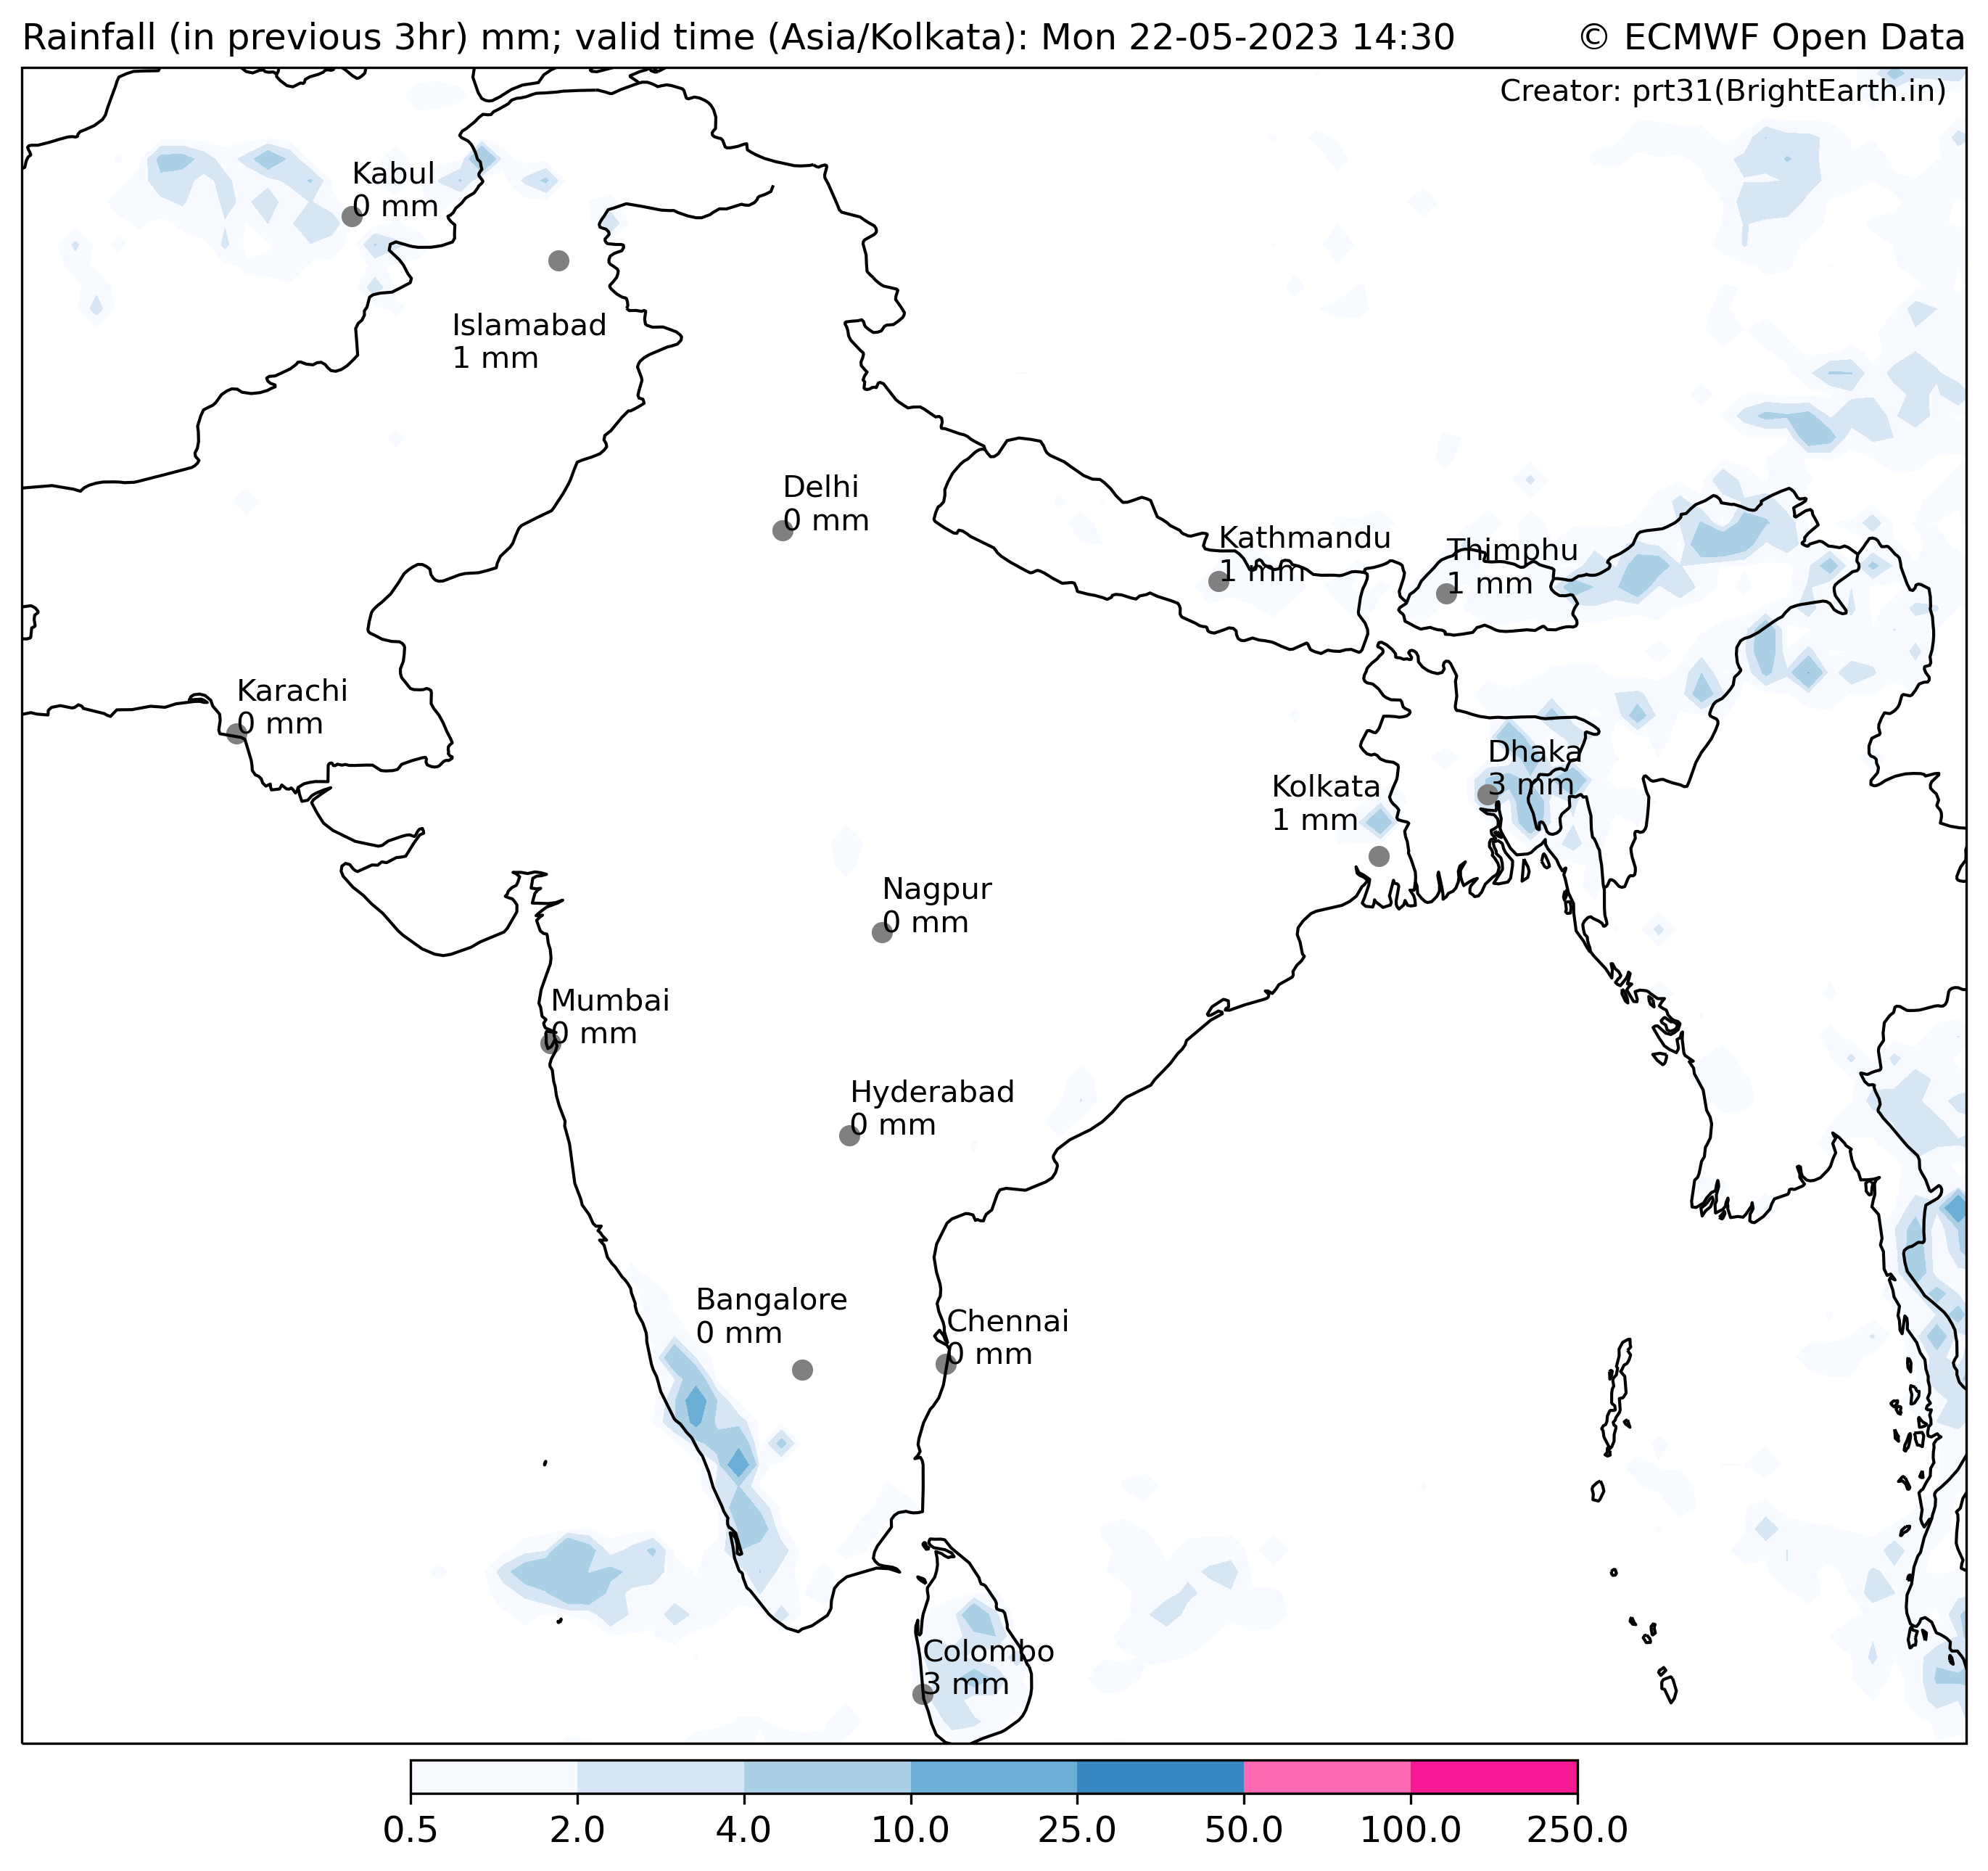 Rainfall (in previous 3hr) mm; valid time (Asia/Kolkata): Mon 22-05-2023 14:30
© ECMWF Open Data
Creator: prt31(BrightEarth.in)
Kabul
0 mm
Islamabad
1 mm
Delhi
0 mm
Kathmandu
1 mm
Thimphu
1 mm
Karachi
0 mm
Dhaka
3 mm
Kolkata
1 mm
Nagpur
0 mm
Mumbai
0 mm
Hyderabad
0 mm
Bangalore
0 mm
Chennai
0 mm
Colombo
3 mm
0.5 2.0 4.0 10.0 25.0 50.0 100.0 250.0